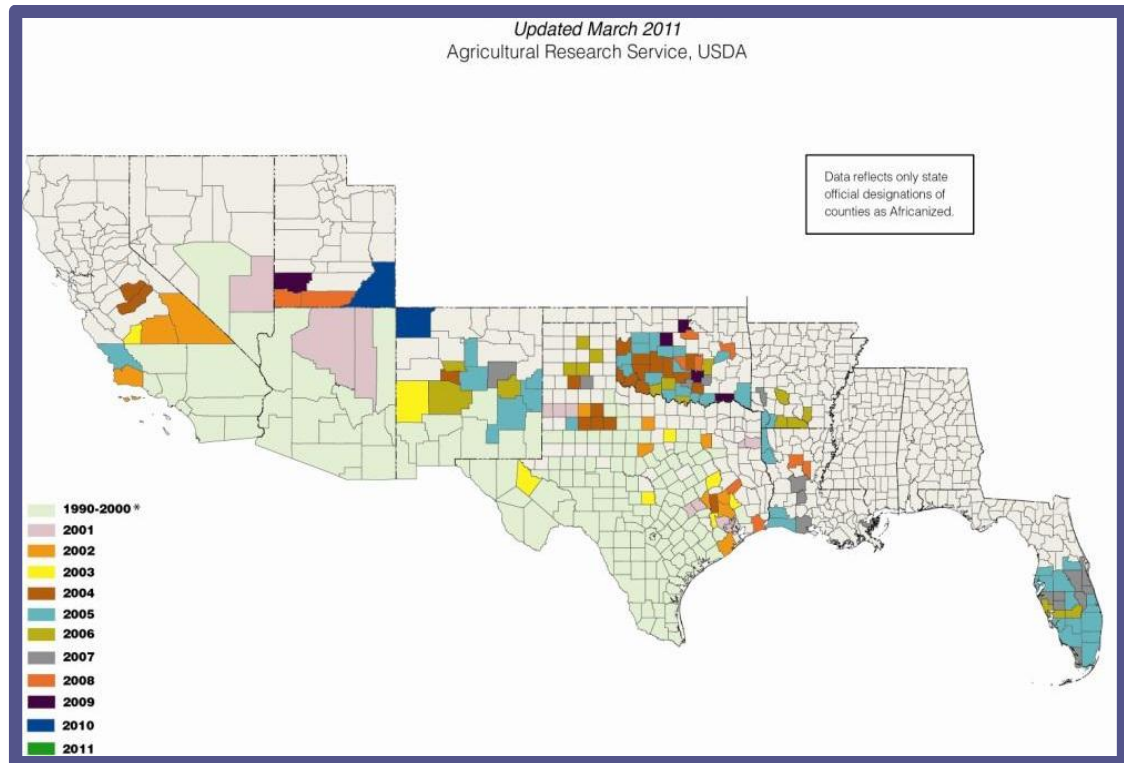 Updated March 2011
Agricultural Research Service, USDA
Data reflects only state
official designations of
counties as Africanized.
1990-2000*
2001
2002
2003
2004
2005
2006
2007
2008
2009
2010
2011